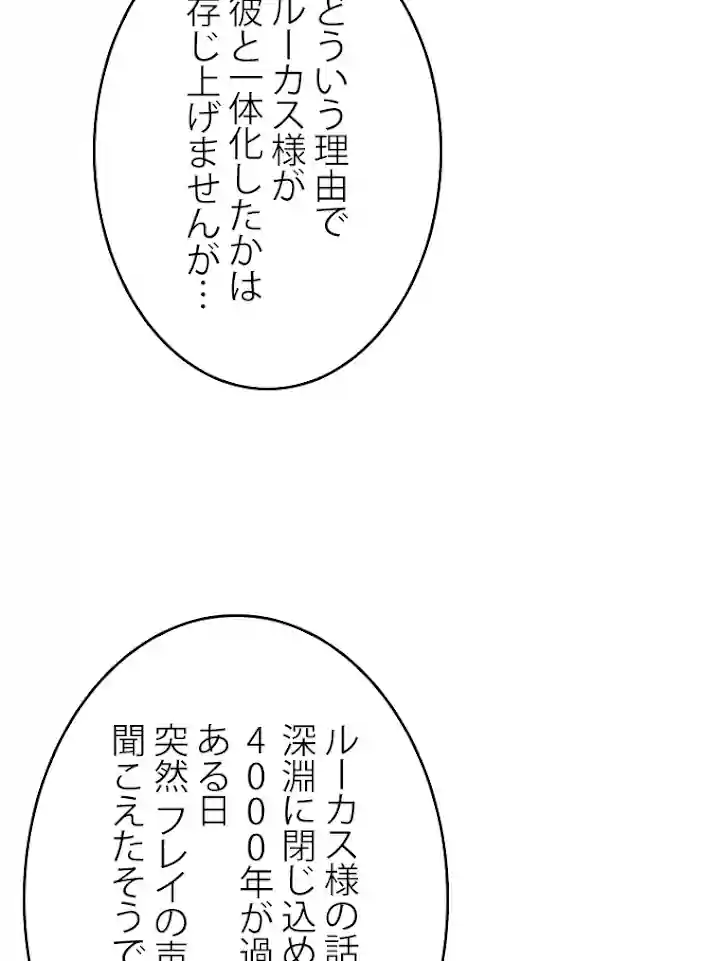 どういう理由で
ルーカス様が
彼と一体化したかは
存じ上げませんが…
ルーカス様の話
深淵に閉じ込め
4000年が過
ある日
突然 フレイの声
聞こえたそうで